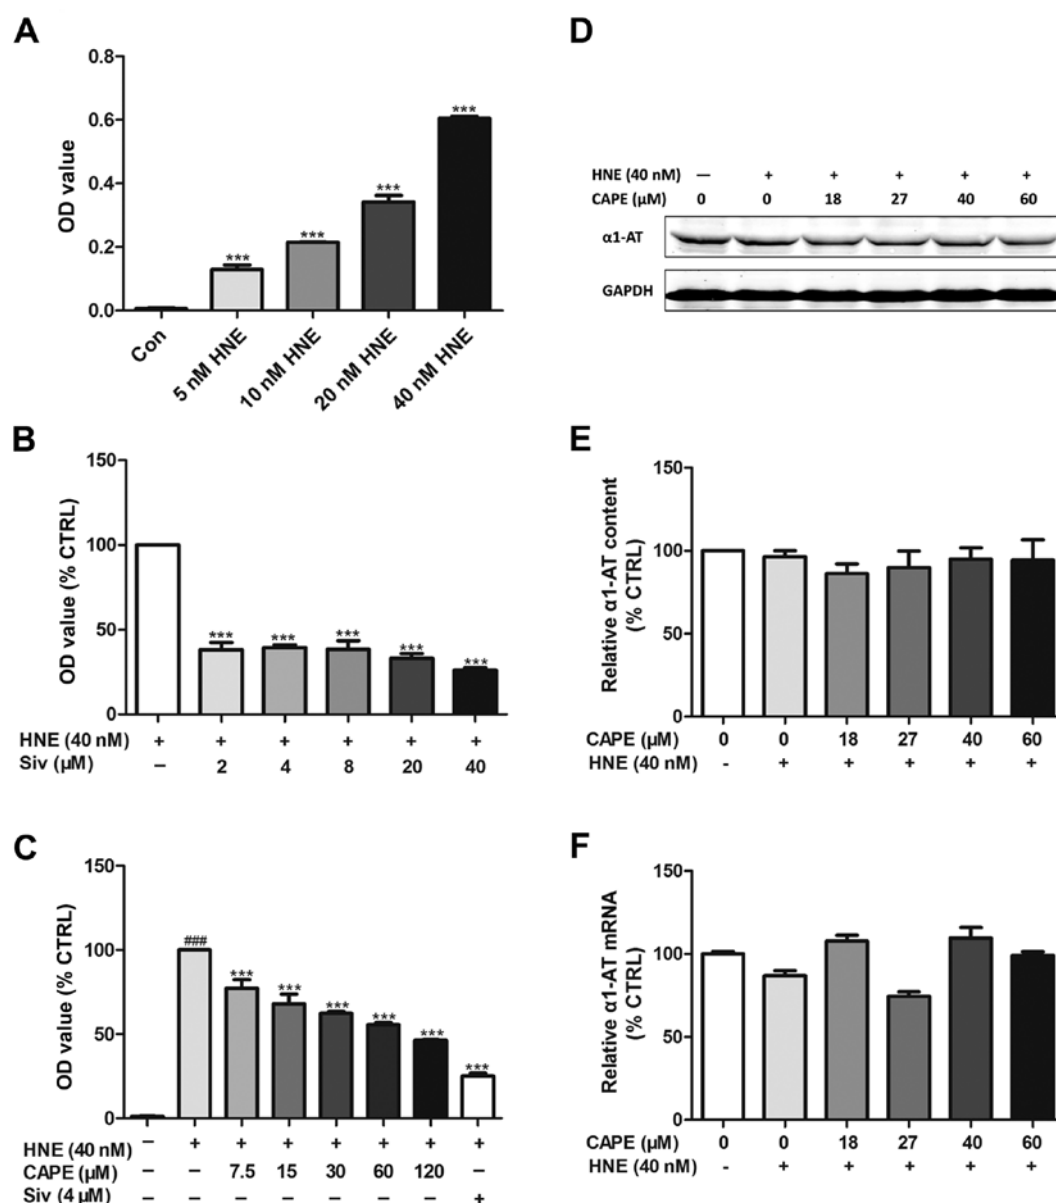 A
OD value
0.8
0.6
0.4
0.2
0.0
***
***
***
***
Con
5 nM HNE
10 nM HNE
20 nM HNE
40 nM HNE
B
OD value (% CTRL)
150
100
50
0
*** *** *** *** ***
HNE (40 nM) + + + + + +
Siv (μM) – 2 4 8 20 40
C
OD value (% CTRL)
150
100
50
0
###
*** *** *** *** *** ***
HNE (40 nM) – + + + + + + +
CAPE (μM) – – 7.5 15 30 60 120 –
Siv (4 μM) – – – – – – – +
D
HNE (40 nM) — + + + + +
CAPE (μM) 0 0 18 27 40 60
α1-AT
GAPDH
E
Relative α1-AT content
(% CTRL)
150
100
50
0
CAPE (μM) 0 0 18 27 40 60
HNE (40 nM) - + + + + +
F
Relative α1-AT mRNA
(% CTRL)
150
100
50
0
CAPE (μM) 0 0 18 27 40 60
HNE (40 nM) - + + + + +